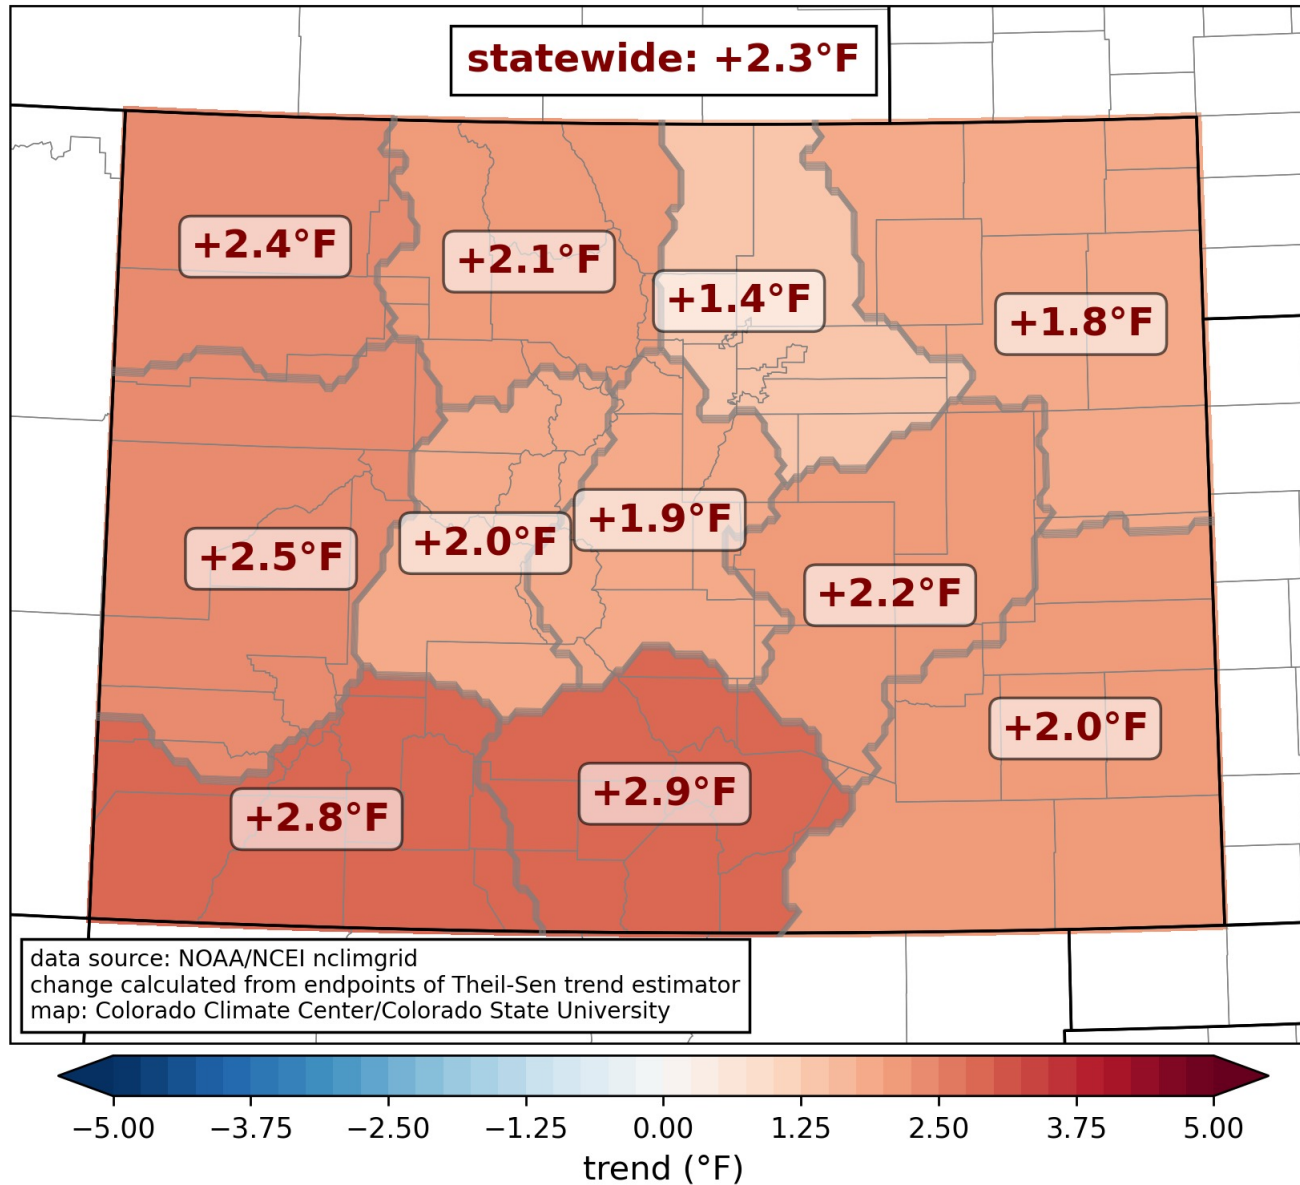 statewide: +2.3°F
+2.4°F
+2.1°F
+1.4°F
+1.8°F
+2.5°F
+2.0°F
+1.9°F
+2.2°F
+2.0°F
+2.8°F
+2.9°F
data source: NOAA/NCEI nclimgrid
change calculated from endpoints of Theil-Sen trend estimator
map: Colorado Climate Center/Colorado State University
−5.00 −3.75 −2.50 −1.25 0.00 1.25 2.50 3.75 5.00
trend (°F)